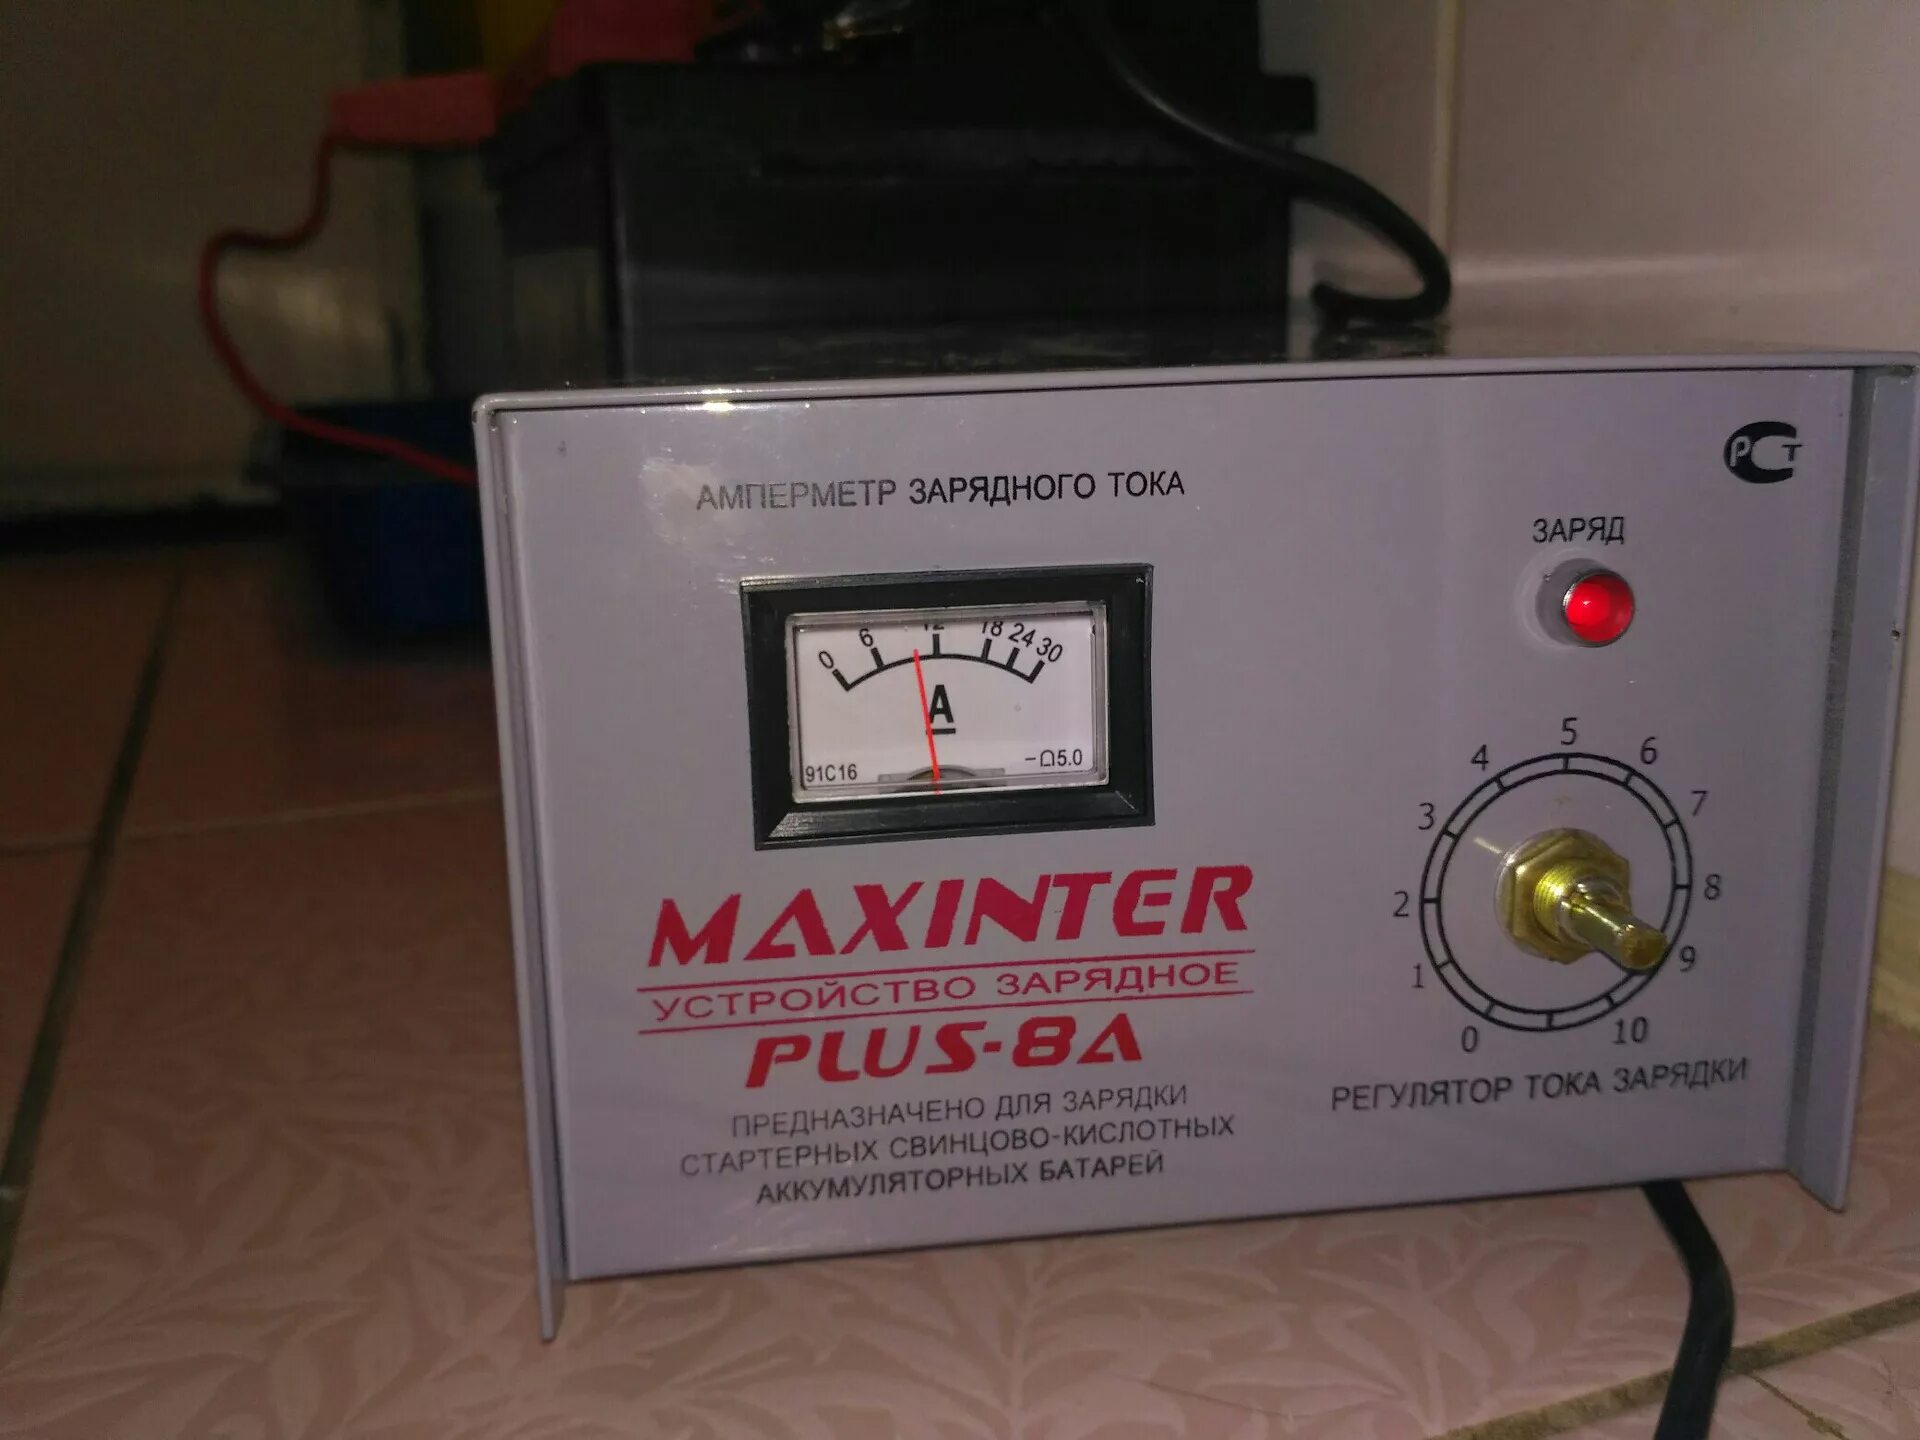 РСТ
АМПЕРМЕТР ЗАРЯДНОГО ТОКА
ЗАРЯД
0 6 12 18 24 30
A
91C16
5.0
MAXINTER
УСТРОЙСТВО ЗАРЯДНОЕ
PLUS-8A
ПРЕДНАЗНАЧЕНО ДЛЯ ЗАРЯДКИ
СТАРТЕРНЫХ СВИНЦОВО-КИСЛОТНЫХ
АККУМУЛЯТОРНЫХ БАТАРЕЙ
0 1 2 3 4 5 6 7 8 9 10
РЕГУЛЯТОР ТОКА ЗАРЯДКИ